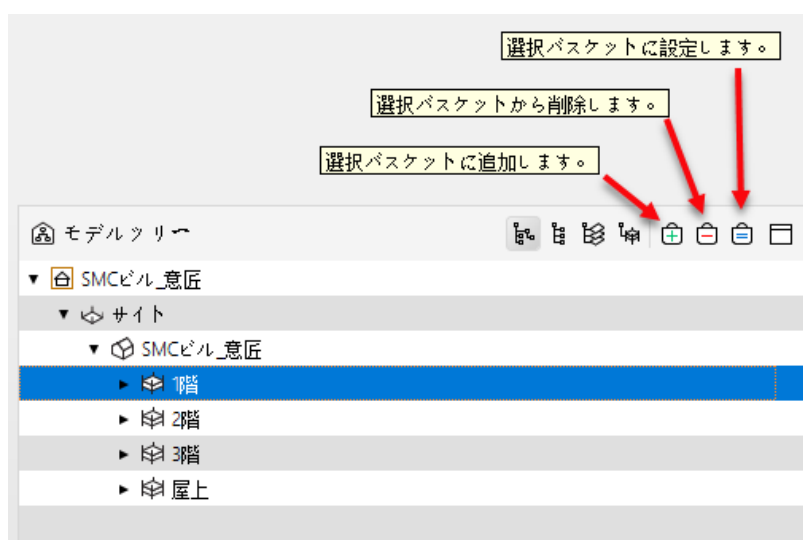 選択バスケットに設定します。
選択バスケットから削除します。
選択バスケットに追加します。
モデルツリー
SMCビル_意匠
サイト
SMCビル_意匠
1階
2階
3階
屋上